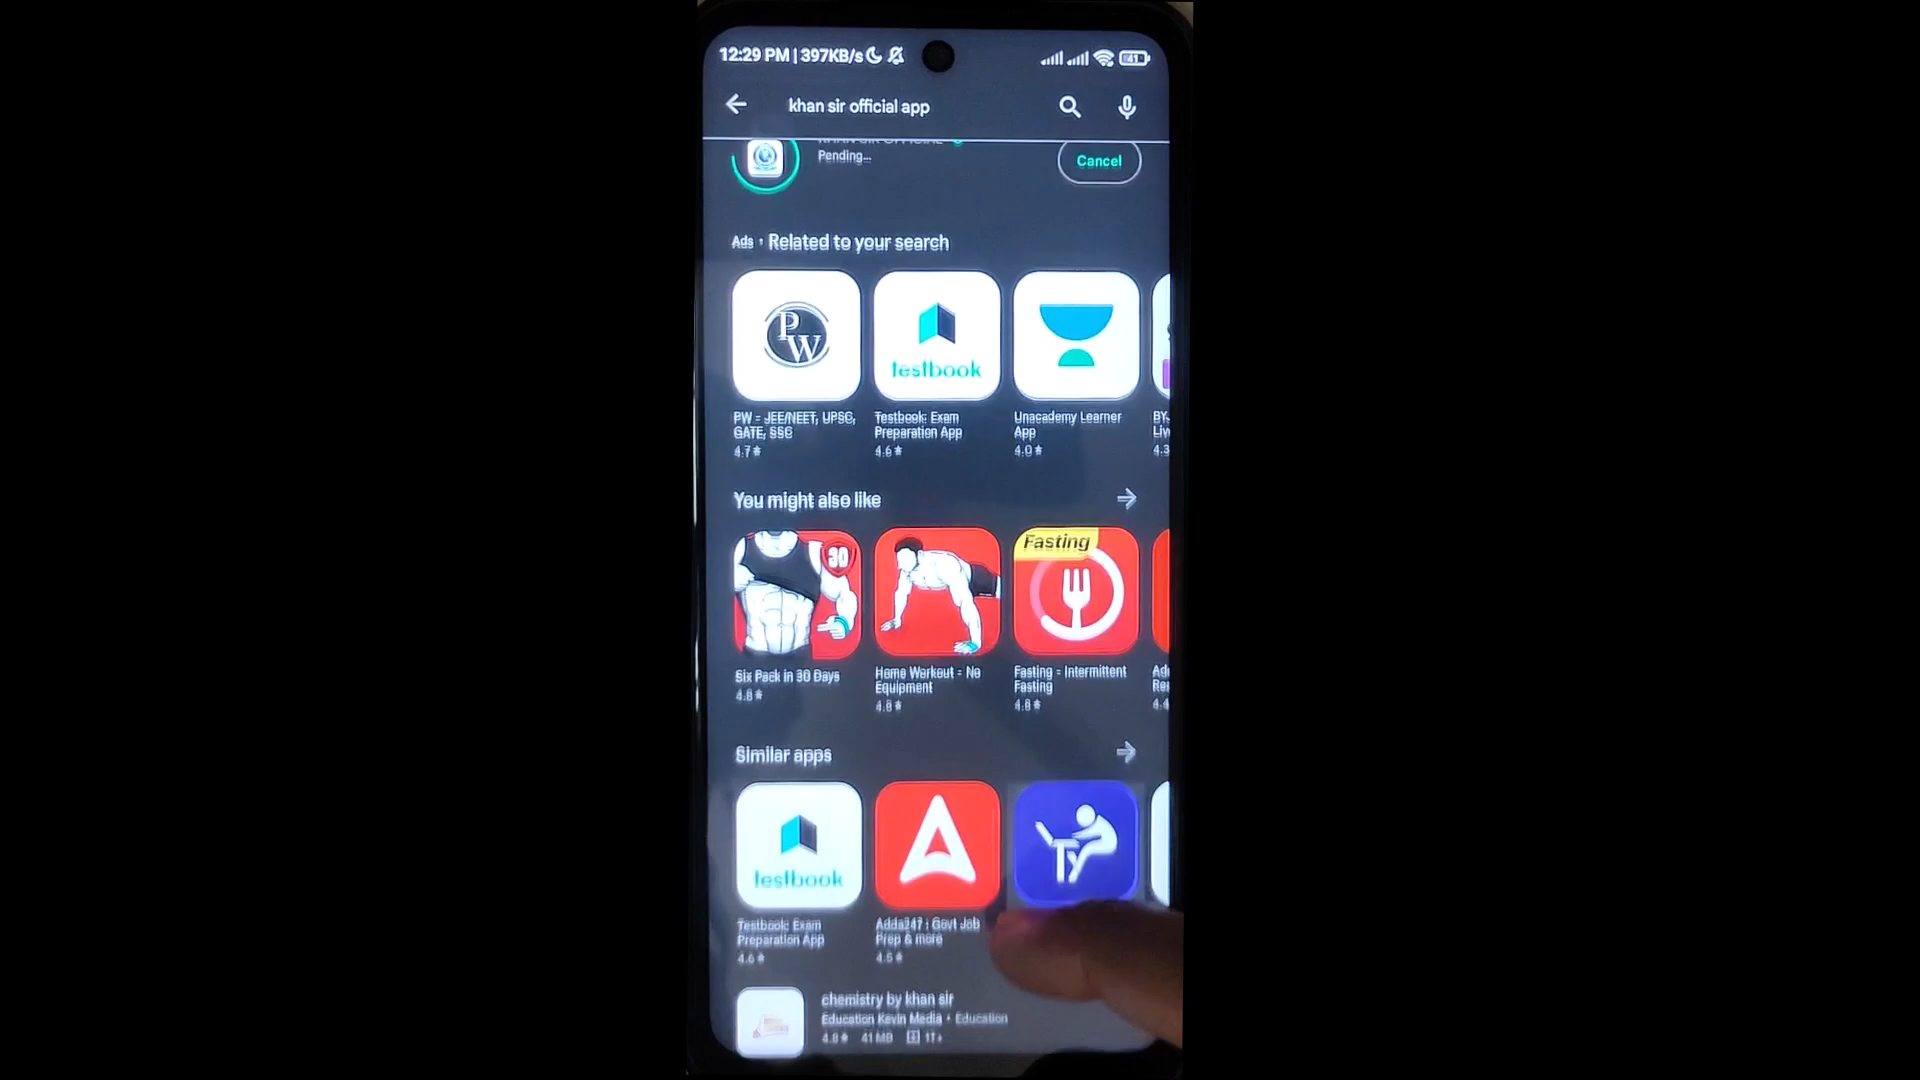 12:29 PM | 397KB/s
41
khan sir official app
KHAN SIR OFFICIAL
Pending...
Cancel
Ads • Related to your search
PW
testbook
PW - JEE/NEET, UPSC,
GATE, SSC
4.7★
Testbook: Exam
Preparation App
4.6★
Unacademy Learner
App
4.0★
BY
Liv
4.3
You might also like
30
Fasting
Six Pack in 30 Days
4.8★
Home Workout - No
Equipment
4.8★
Fasting - Intermittent
Fasting
4.8★
4.4
Similar apps
testbook
Testbook: Exam
Preparation App
4.6★
Adda247 : Govt Job
Prep & more
4.5★
chemistry by khan sir
Education Kevin Media • Education
4.8★ 41 MB 1T+